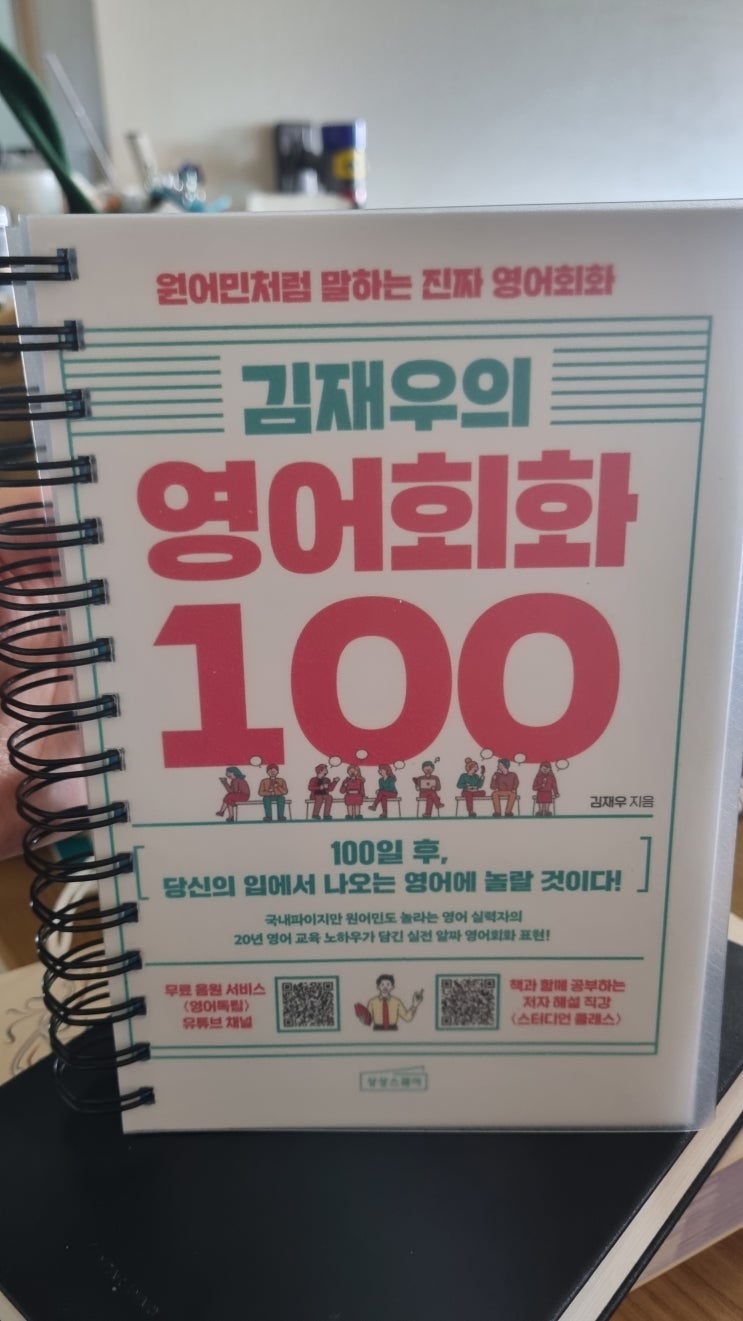 원어민처럼 말하는 진짜 영어회화
김재우의
영어회화
100
김재우 지음
100일 후,
당신의 입에서 나오는 영어에 놀랄 것이다!
국내파이지만 원어민도 놀라는 영어 실력자의
20년 영어 교육 노하우가 담긴 실전 알짜 영어회화 표현!
무료 음원 서비스
〈영어독립〉
유튜브 채널
책과 함께 공부하는
저자 해설 직강
〈스터디언 클래스〉
상상스퀘어